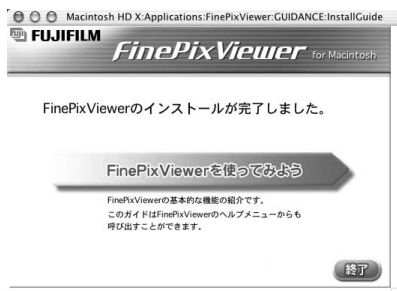 Macintosh HD X:Applications:FinePixViewer:GUIDANCE:InstallGuide
FUJIFILM
FinePixViewer for Macintosh
FinePixViewerのインストールが完了しました。
FinePixViewerを使ってみよう
FinePixViewerの基本的な機能の紹介です。
このガイドはFinePixViewerのヘルプメニューからも
呼び出すことができます。
終了